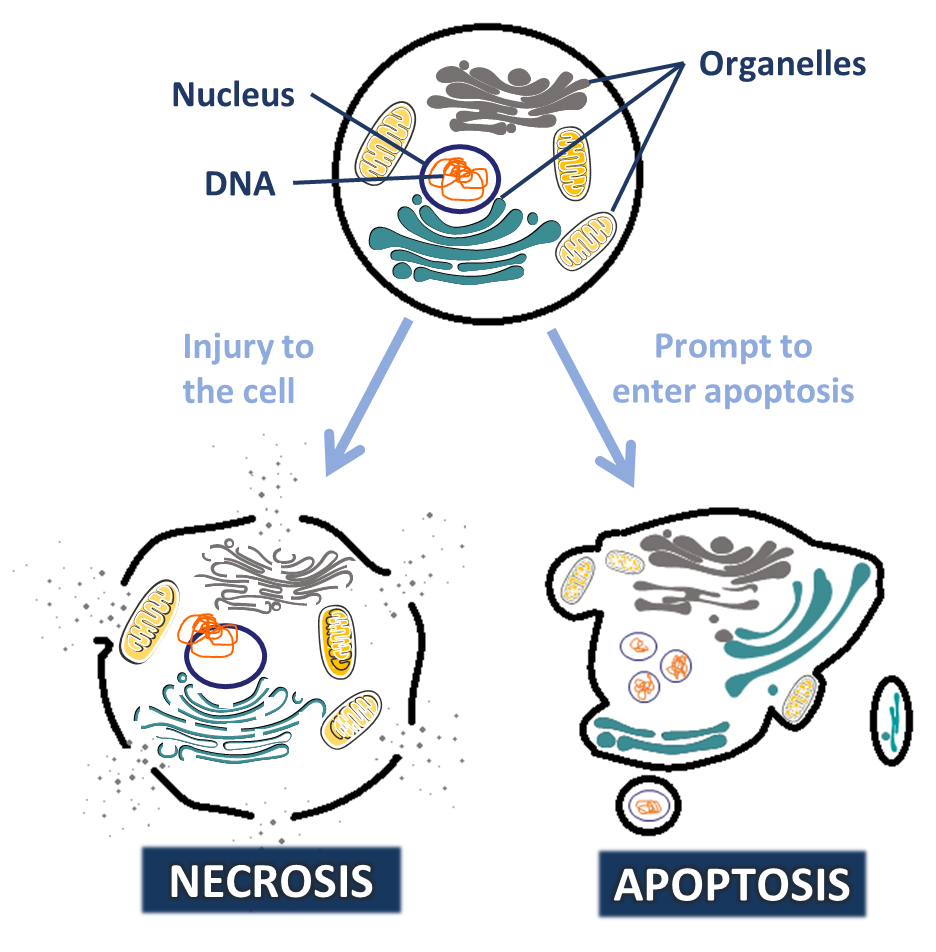 Organelles
Nucleus
DNA
Injury to
the cell
Prompt to
enter apoptosis
NECROSIS
APOPTOSIS